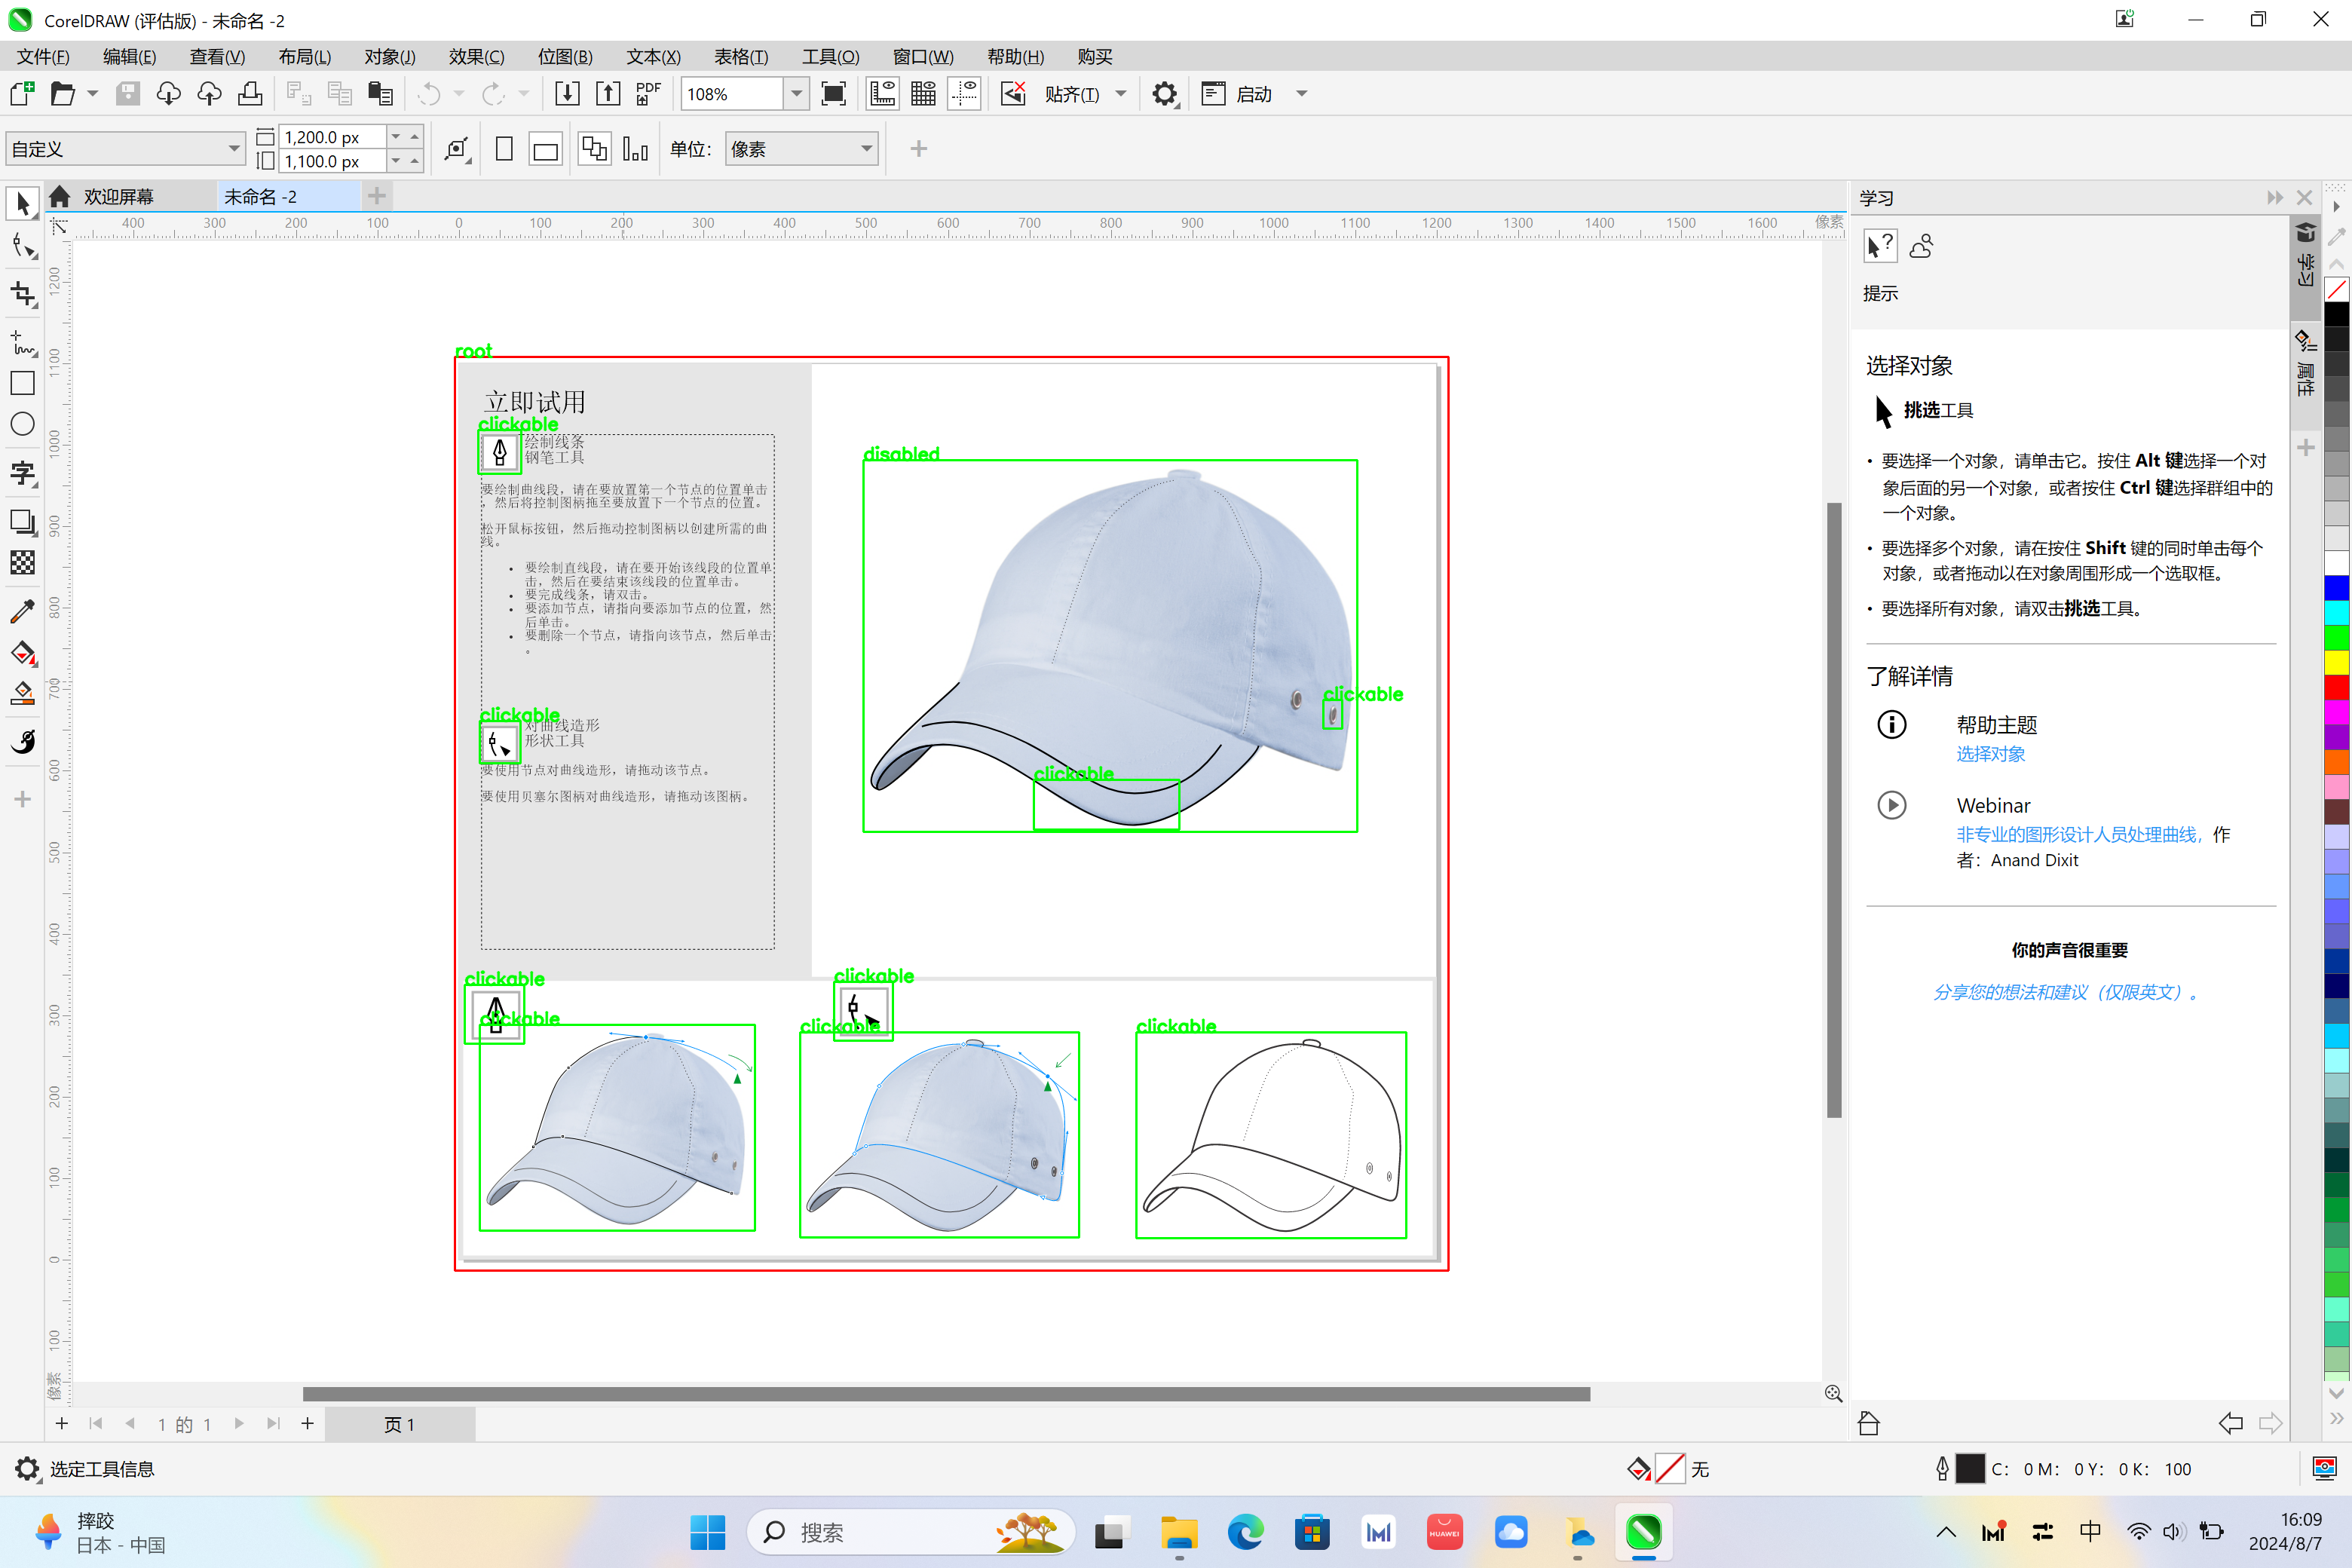 CorelDRAW (评估版) - 未命名 -2
文件(F) 编辑(E) 查看(V) 布局(L) 对象(J) 效果(C) 位图(B) 文本(X) 表格(T) 工具(O) 窗口(W) 帮助(H) 购买
PDF 108% 贴齐(T) 启动
自定义 1,200.0 px 单位: 像素
1,100.0 px
欢迎屏幕 未命名 -2
400 300 200 100 0 100 200 300 400 500 600 700 800 900 1000 1100 1200 1300 1400 1500 1600 像素
1200
1100
1000
900
800
700
600
500
400
300
200
100
0
100
像素
root
立即试用
clickable
绘制线条
钢笔工具
要绘制曲线段，请在要放置第一个节点的位置单击
，然后将控制图柄拖至要放置下一个节点的位置。
松开鼠标按钮，然后拖动控制图柄以创建所需的曲
线。
• 要绘制直线段，请在要开始该线段的位置单
击，然后在要结束该线段的位置单击。
• 要完成线条，请双击。
• 要添加节点，请指向要添加节点的位置，然
后单击。
• 要删除一个节点，请指向该节点，然后单击
。
clickable
对曲线造形
形状工具
要使用节点对曲线造形，请拖动该节点。
要使用贝塞尔图柄对曲线造形，请拖动该图柄。
disabled
clickable
clickable
clickable
clickable
clickable
clickable
clickable
学习
提示
选择对象
挑选工具
• 要选择一个对象，请单击它。按住 Alt 键选择一个对
象后面的另一个对象，或者按住 Ctrl 键选择群组中的
一个对象。
• 要选择多个对象，请在按住 Shift 键的同时单击每个
对象，或者拖动以在对象周围形成一个选取框。
• 要选择所有对象，请双击挑选工具。
了解详情
帮助主题
选择对象
Webinar
非专业的图形设计人员处理曲线，作
者：Anand Dixit
你的声音很重要
分享您的想法和建议（仅限英文）。
学习
属性
字
1 的 1 页 1
选定工具信息 无 C: 0 M: 0 Y: 0 K: 100
摔跤
日本 - 中国
搜索
HUAWEI
中
16:09
2024/8/7